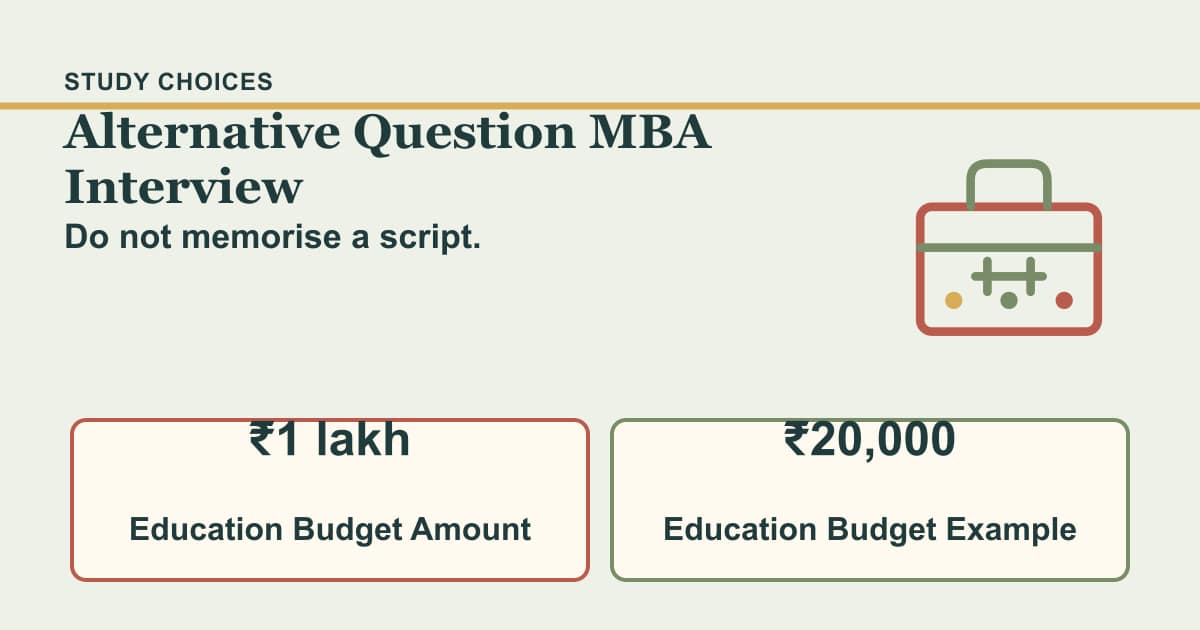 STUDY CHOICES
Alternative Question MBA
Interview
Do not memorise a script.
₹1 lakh
₹20,000
Education Budget Amount
Education Budget Example